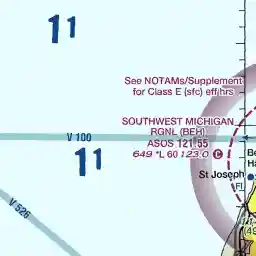 11
See NOTAMs/Supplement
for Class E (sfc) eff hrs
SOUTHWEST MICHIGAN
RGNL (BEH)
ASOS 121.55
649 *L 60 123.0 C
V 100
11
St Joseph
Fl
V 526